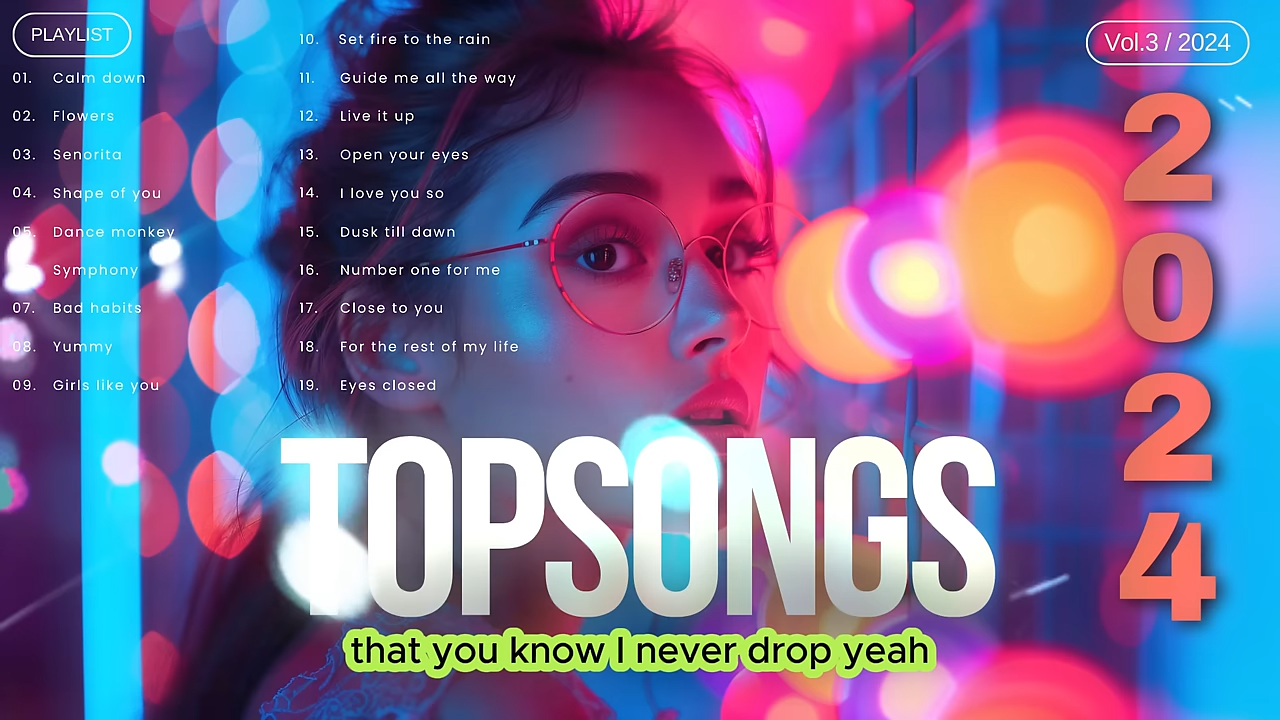 PLAYLIST
01. Calm down
02. Flowers
03. Senorita
04. Shape of you
05. Dance monkey
Symphony
07. Bad habits
08. Yummy
09. Girls like you
10. Set fire to the rain
11. Guide me all the way
12. Live it up
13. Open your eyes
14. I love you so
15. Dusk till dawn
16. Number one for me
17. Close to you
18. For the rest of my life
19. Eyes closed
Vol.3 / 2024
2024
TOPSONGS
that you know I never drop yeah